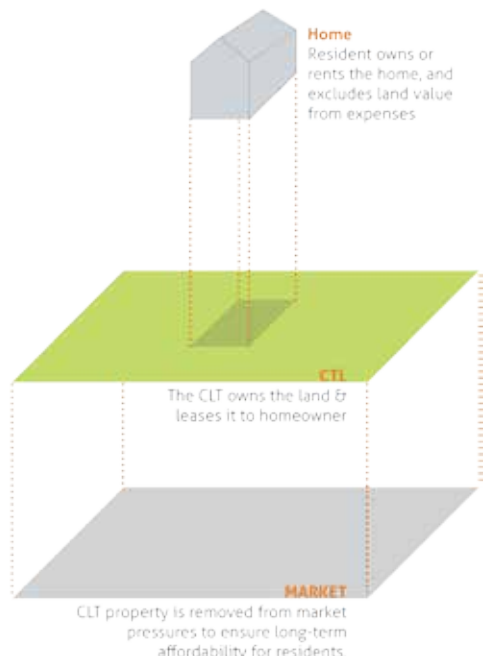 Home
Resident owns or
rents the home, and
excludes land value
from expenses
CTL
The CLT owns the land &
leases it to homeowner
MARKET
CLT property is removed from market
pressures to ensure long-term
affordability for residents